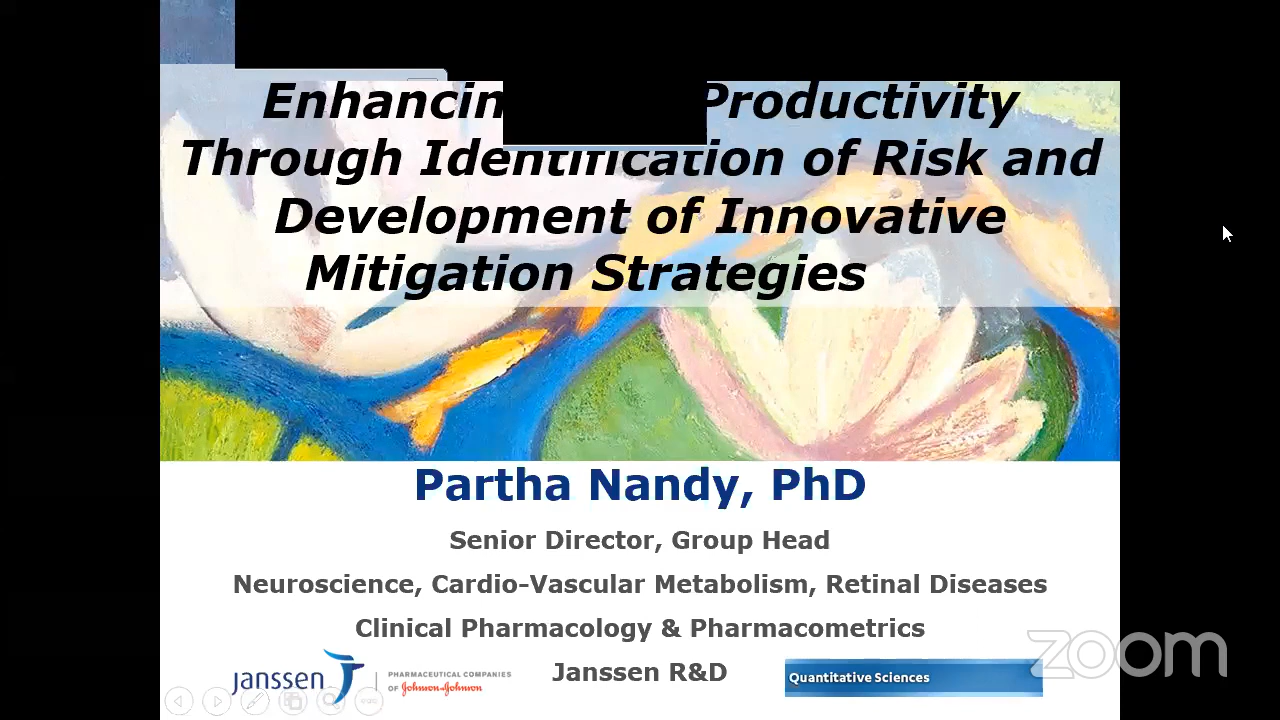 Enhancin Productivity
Through Identification of Risk and
Development of Innovative
Mitigation Strategies
Partha Nandy, PhD
Senior Director, Group Head
Neuroscience, Cardio-Vascular Metabolism, Retinal Diseases
Clinical Pharmacology & Pharmacometrics
Janssen R&D
janssen
PHARMACEUTICAL COMPANIES
OF Johnson & Johnson
Quantitative Sciences
zoom